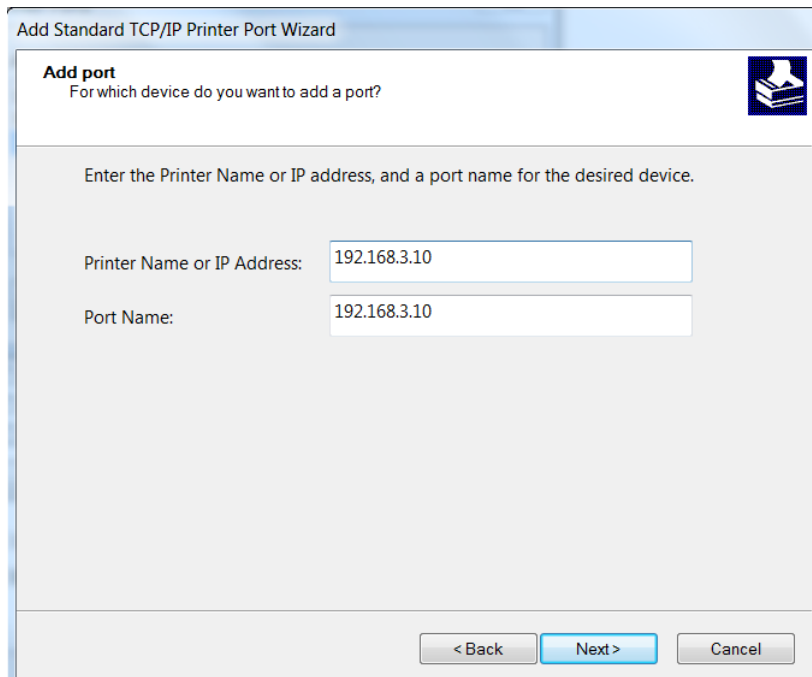 Add Standard TCP/IP Printer Port Wizard
Add port
For which device do you want to add a port?
Enter the Printer Name or IP address, and a port name for the desired device.
Printer Name or IP Address: 192.168.3.10
Port Name: 192.168.3.10
< Back Next > Cancel